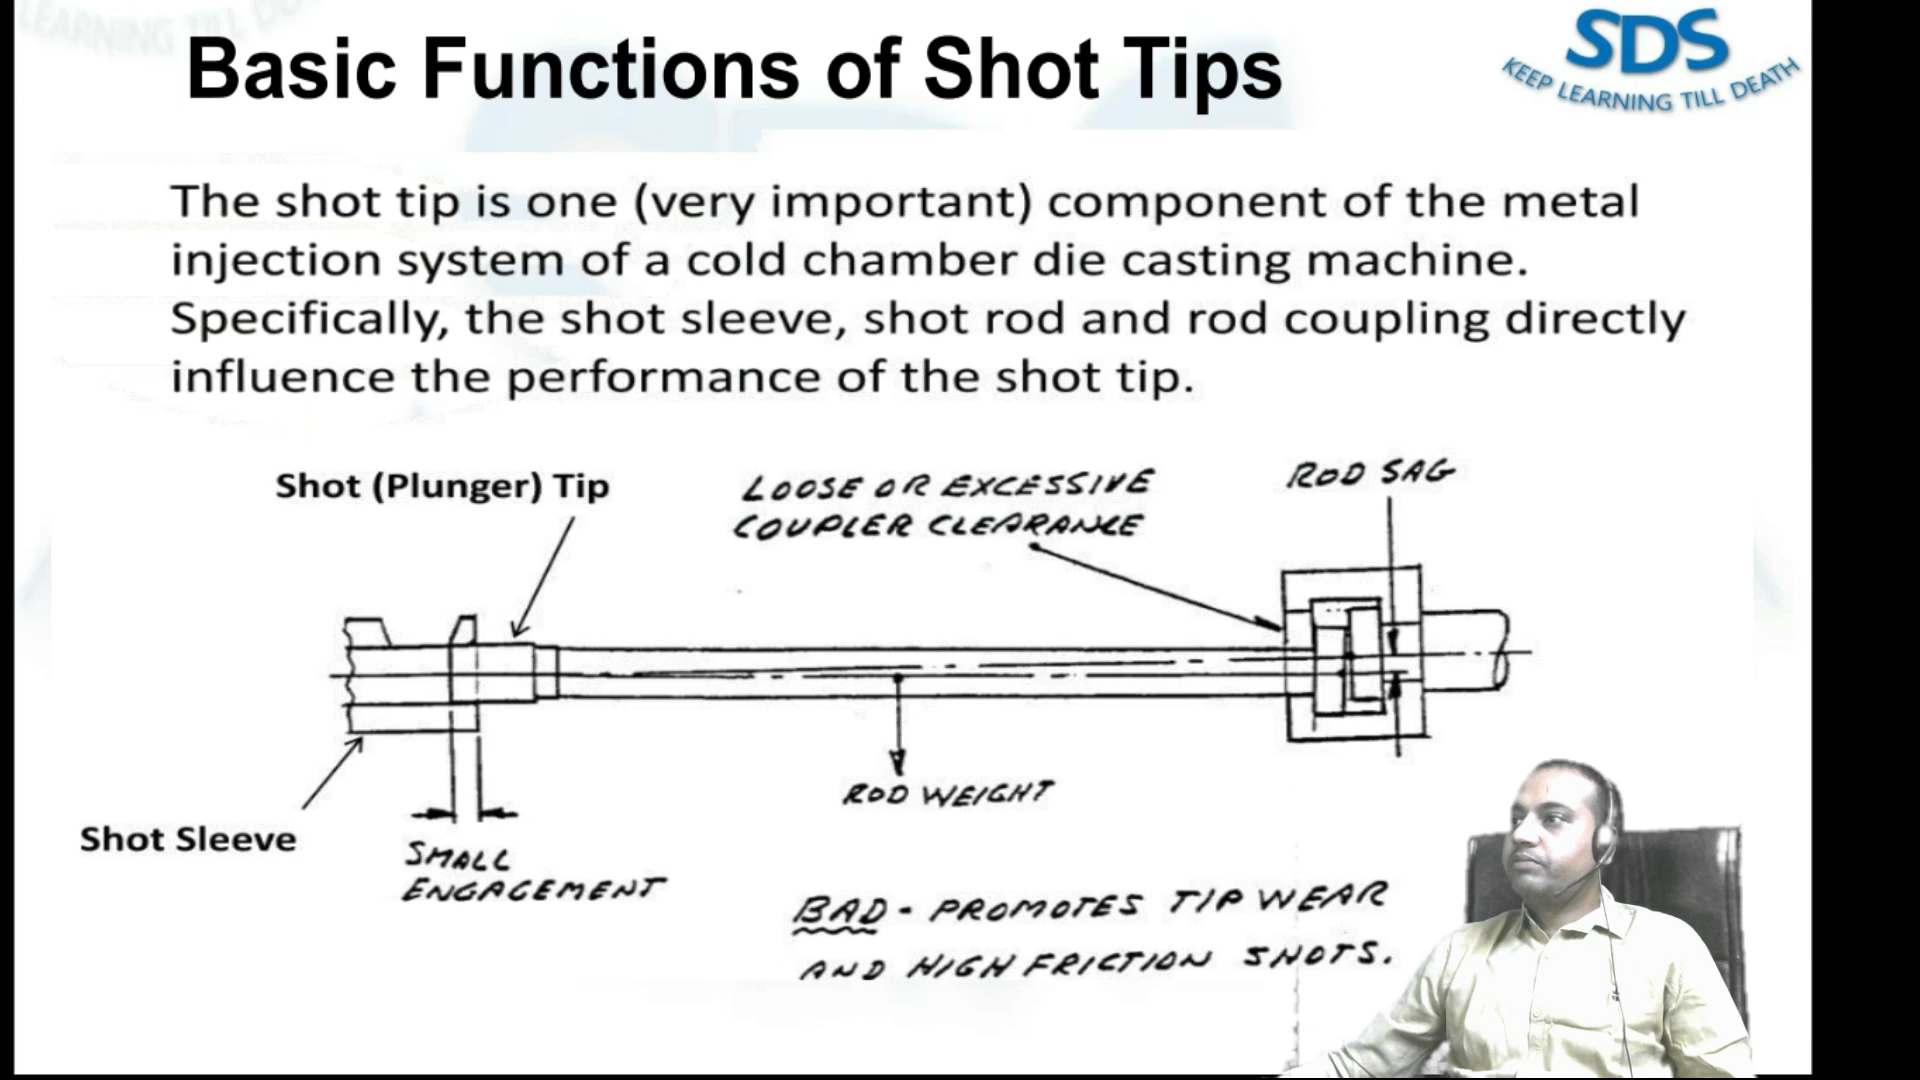 LEARNING TILL D
Basic Functions of Shot Tips
SDS
KEEP LEARNING TILL DEATH
The shot tip is one (very important) component of the metal
injection system of a cold chamber die casting machine.
Specifically, the shot sleeve, shot rod and rod coupling directly
influence the performance of the shot tip.
Shot (Plunger) Tip
LOOSE OR EXCESSIVE
COUPLER CLEARANCE
ROD SAG
ROD WEIGHT
Shot Sleeve
SMALL
ENGAGEMENT
BAD - PROMOTES TIP WEAR
AND HIGH FRICTION SHOTS.